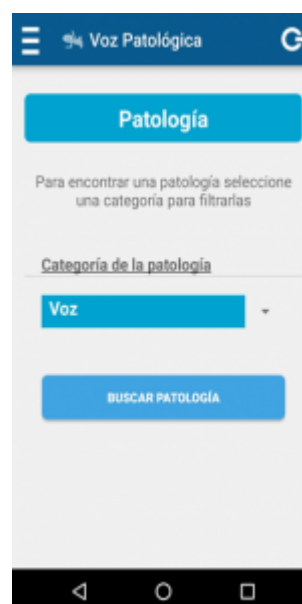 Voz Patológica
Patología
Para encontrar una patología seleccione
una categoría para filtrarlas
Categoría de la patología
Voz
BUSCAR PATOLOGÍA